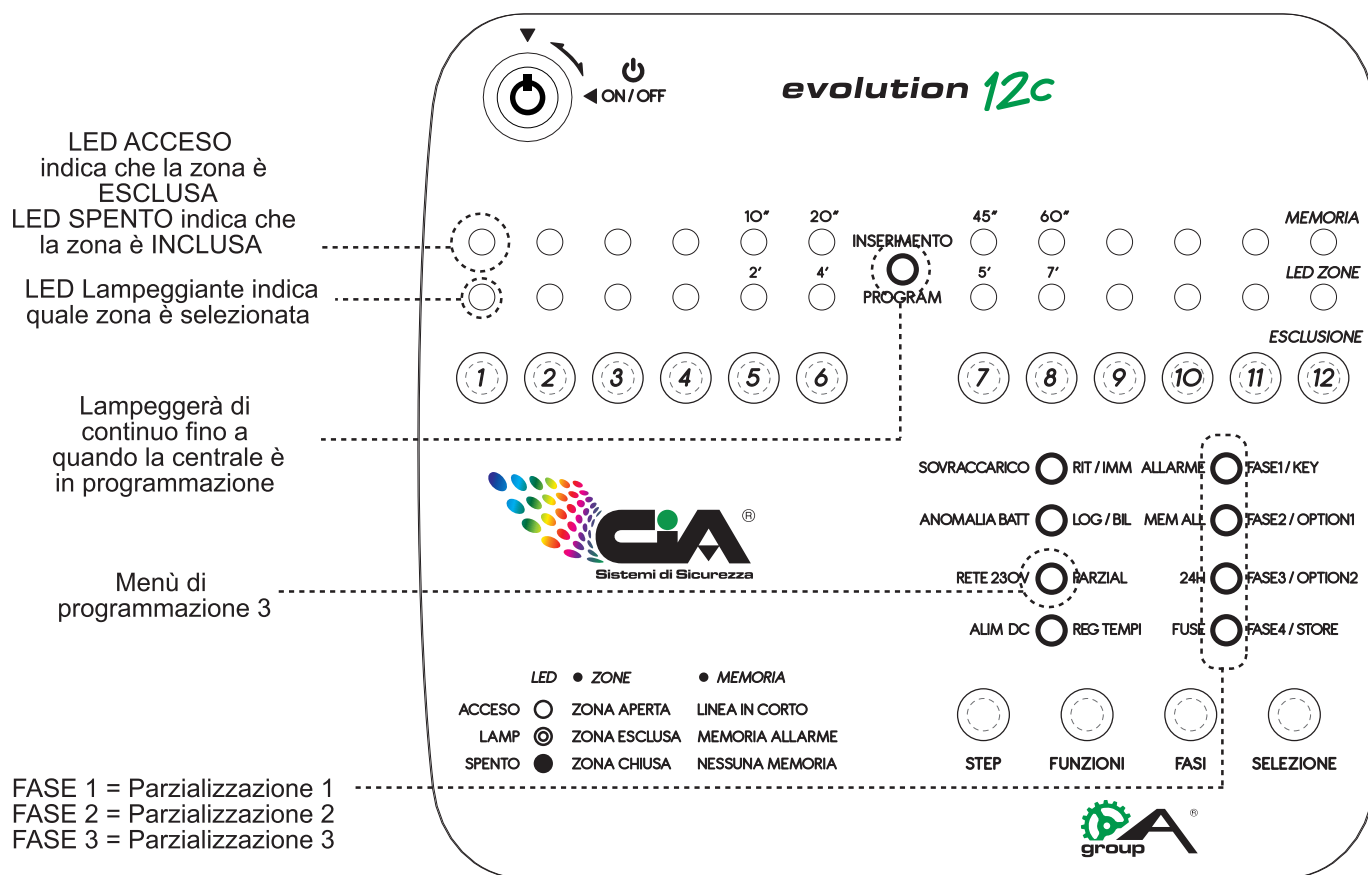 ON / OFF
evolution 12c
LED ACCESO
indica che la zona è
ESCLUSA
LED SPENTO indica che
la zona è INCLUSA
LED Lampeggiante indica
quale zona è selezionata
10" 20" 45" 60" MEMORIA
INSERIMENTO
2' 4' 5' 7' LED ZONE
PROGRAM
ESCLUSIONE
1 2 3 4 5 6 7 8 9 10 11 12
Lampeggerà di
continuo fino a
quando la centrale è
in programmazione
SOVRACCARICO RIT / IMM ALLARME FASE1 / KEY
ANOMALIA BATT LOG / BIL MEM ALL FASE2 / OPTION1
RETE 230V PARZIAL 24H FASE3 / OPTION2
ALIM DC REG TEMPI FUSE FASE4 / STORE
CiA ®
Sistemi di Sicurezza
Menù di
programmazione 3
LED • ZONE • MEMORIA
ACCESO ZONA APERTA LINEA IN CORTO
LAMP ZONA ESCLUSA MEMORIA ALLARME
SPENTO ZONA CHIUSA NESSUNA MEMORIA
STEP FUNZIONI FASI SELEZIONE
FASE 1 = Parzializzazione 1
FASE 2 = Parzializzazione 2
FASE 3 = Parzializzazione 3
A ®
group